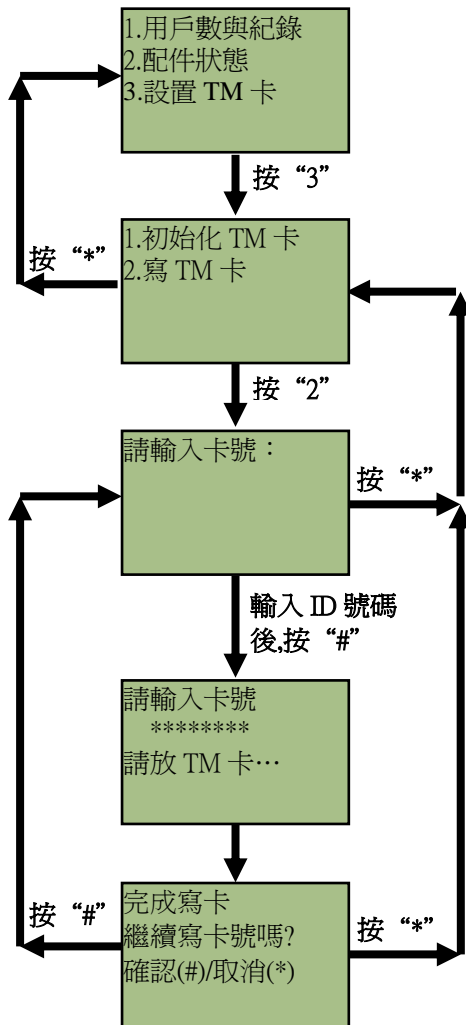 1.用戶數與紀錄
2.配件狀態
3.設置 TM 卡
按“3”
1.初始化 TM 卡
2.寫 TM 卡
按“*”
按“2”
請輸入卡號：
按“*”
輸入 ID 號碼
後,按“#”
請輸入卡號
********
請放 TM 卡…
完成寫卡
繼續寫卡號嗎?
確認(#)/取消(*)
按“#”
按“*”